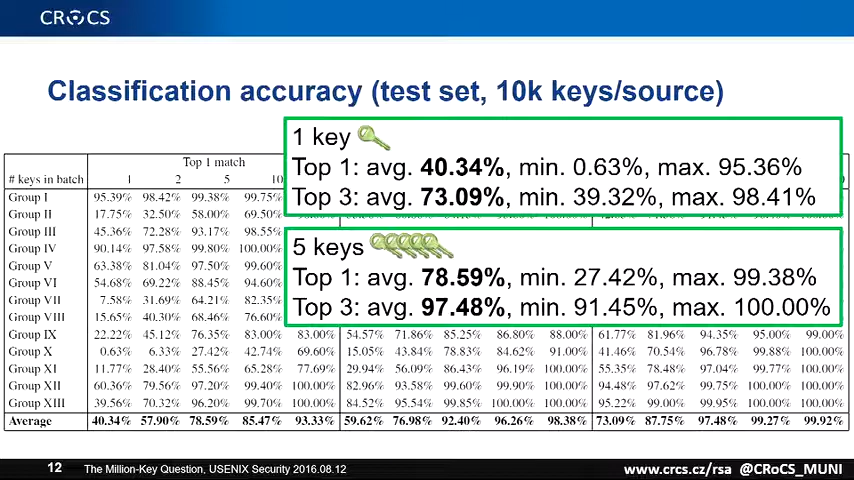 CRCS
Classification accuracy (test set, 10k keys/source)
1 key
Top 1: avg. 40.34%, min. 0.63%, max. 95.36%
Top 3: avg. 73.09%, min. 39.32%, max. 98.41%
5 keys
Top 1: avg. 78.59%, min. 27.42%, max. 99.38%
Top 3: avg. 97.48%, min. 91.45%, max. 100.00%
Top 1 match
# keys in batch 1 2 5 10
Group I 95.39% 98.42% 99.38% 99.75%
Group II 17.75% 32.50% 58.00% 69.50%
Group III 45.36% 72.28% 93.17% 98.55%
Group IV 90.14% 97.58% 99.80% 100.00%
Group V 63.38% 81.04% 97.50% 99.60%
Group VI 54.68% 69.22% 88.45% 94.60%
Group VII 7.58% 31.69% 64.21% 82.35%
Group VIII 15.65% 40.30% 68.46% 76.60%
Group IX 22.22% 45.12% 76.35% 83.00% 83.00% 54.57% 71.86% 85.25% 86.80% 88.00% 61.77% 81.96% 94.35% 95.00% 99.00%
Group X 0.63% 6.33% 27.42% 42.74% 69.60% 15.05% 43.84% 78.83% 84.62% 91.00% 41.46% 70.54% 96.78% 99.88% 100.00%
Group XI 11.77% 28.40% 55.56% 65.28% 77.69% 29.94% 56.09% 86.43% 96.19% 100.00% 55.35% 78.48% 97.04% 99.77% 100.00%
Group XII 60.36% 79.56% 97.20% 99.40% 100.00% 82.96% 93.58% 99.60% 99.90% 100.00% 94.48% 97.62% 99.75% 100.00% 100.00%
Group XIII 39.56% 70.32% 96.20% 99.70% 100.00% 84.52% 95.54% 99.85% 100.00% 100.00% 95.22% 99.00% 99.95% 100.00% 100.00%
Average 40.34% 57.90% 78.59% 85.47% 93.33% 59.62% 76.98% 92.40% 96.26% 98.38% 73.09% 87.75% 97.48% 99.27% 99.92%
12 The Million-Key Question, USENIX Security 2016.08.12 www.crcs.cz/rsa @CRoCS_MUNI